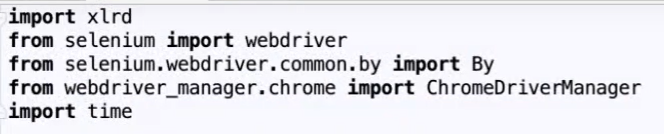 import xlrd
from selenium import webdriver
from selenium.webdriver.common.by import By
from webdriver_manager.chrome import ChromeDriverManager
import time